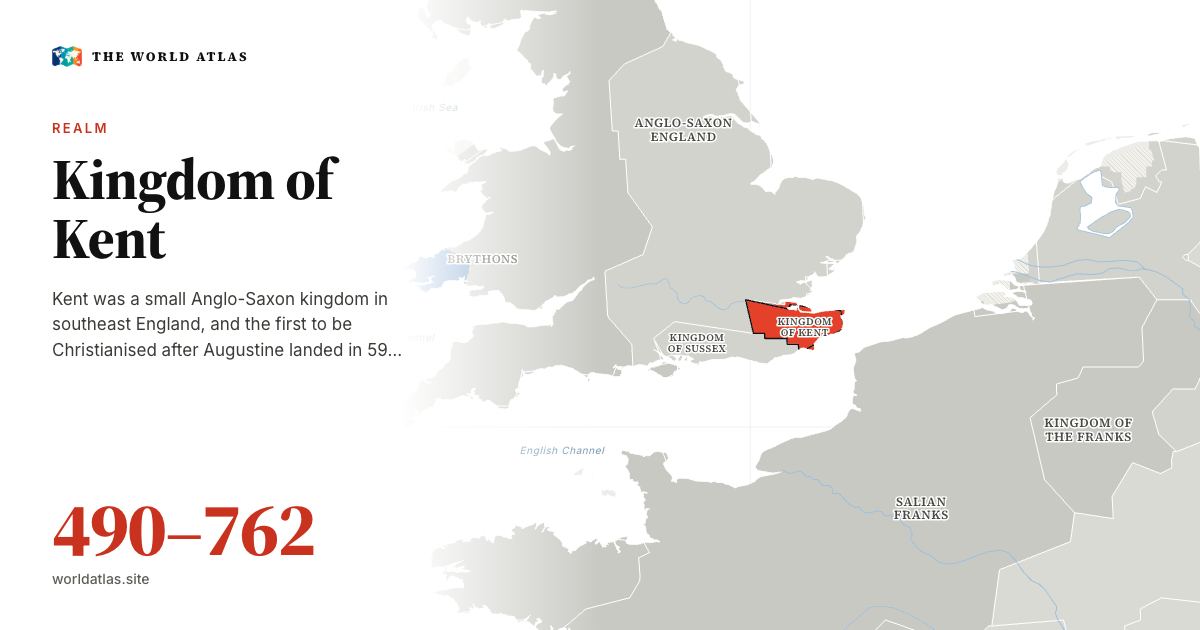 THE WORLD ATLAS
REALM
Kingdom of
Kent
Kent was a small Anglo-Saxon kingdom in
southeast England, and the first to be
Christianised after Augustine landed in 59...
490–762
worldatlas.site
Irish Sea
ANGLO-SAXON
ENGLAND
BRYTHONS
KINGDOM
OF KENT
KINGDOM
OF SUSSEX
English Channel
KINGDOM OF
THE FRANKS
SALIAN
FRANKS